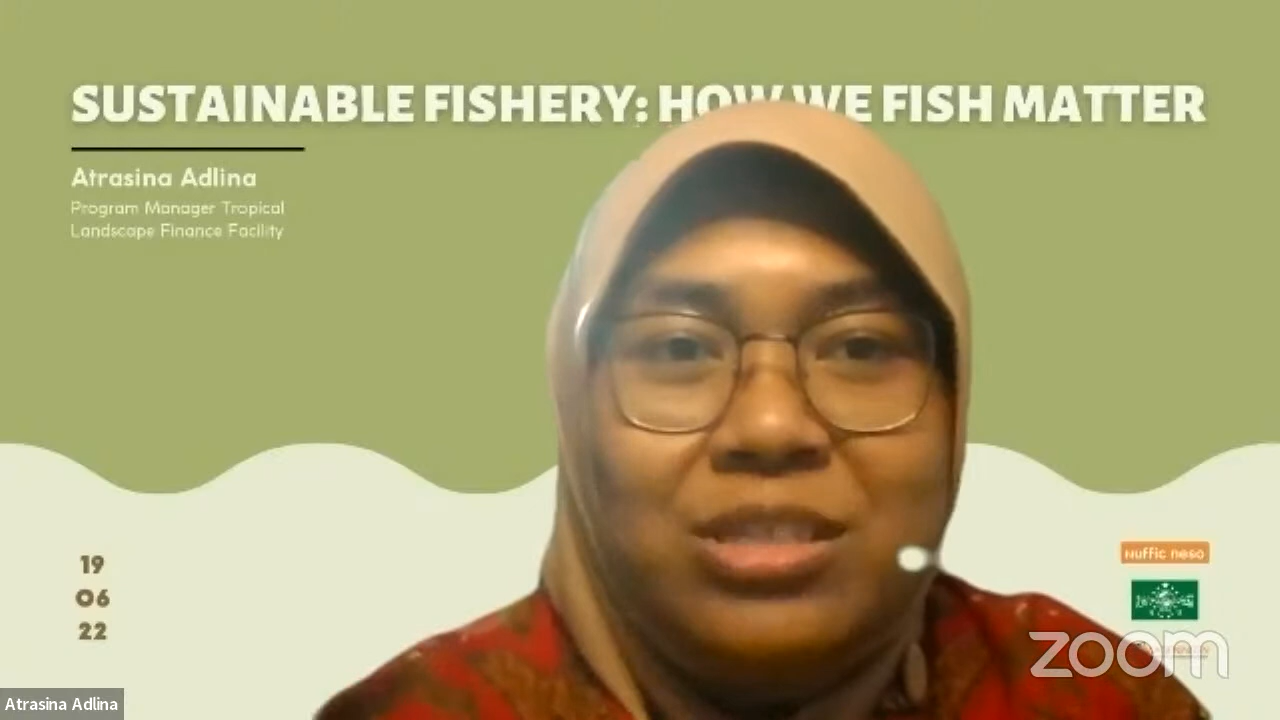 SUSTAINABLE FISHERY: HOW WE FISH MATTER
Atrasina Adlina
Program Manager Tropical
Landscape Finance Facility
19
06
22
Nuffic neso
zoom
Atrasina Adlina